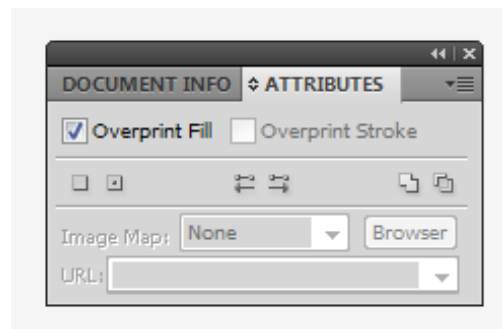 DOCUMENT INFO ATTRIBUTES
Overprint Fill Overprint Stroke
Image Map: None Browser
URL: